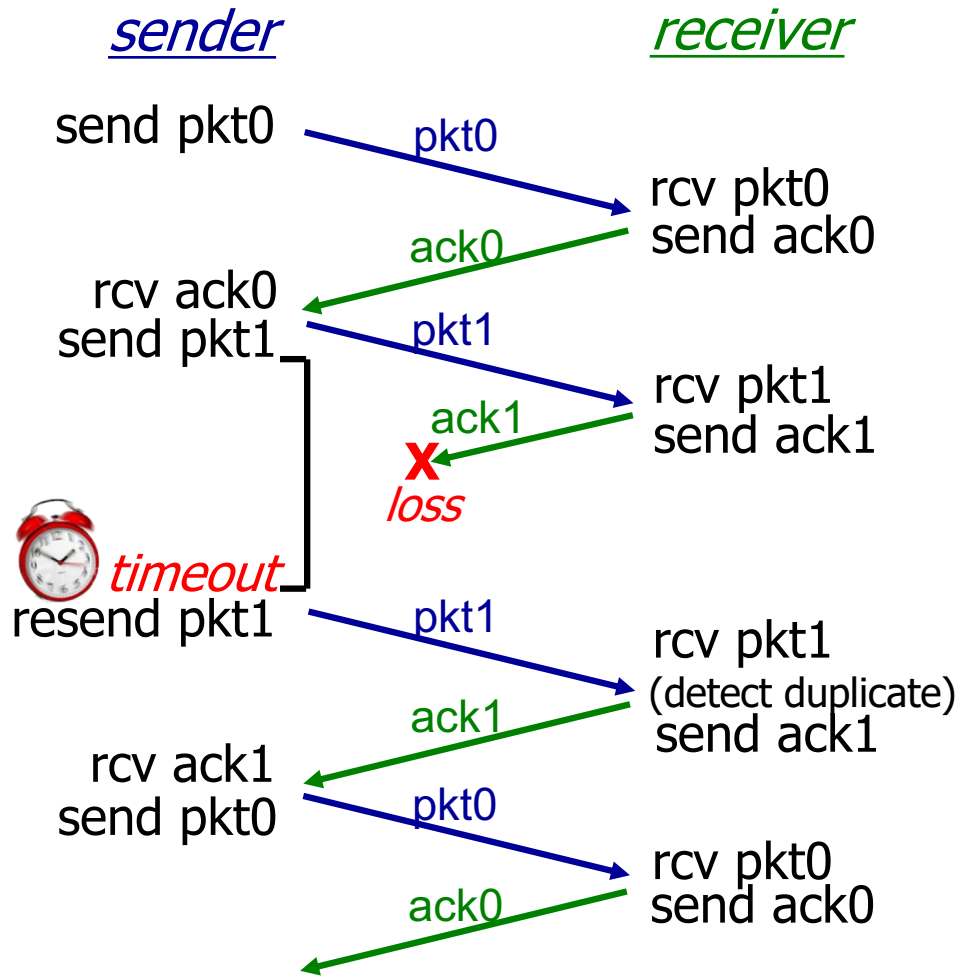 sender
receiver
send pkt0
pkt0
rcv pkt0
send ack0
ack0
rcv ack0
send pkt1
pkt1
rcv pkt1
send ack1
ack1
X
loss
timeout
resend pkt1
pkt1
rcv pkt1
(detect duplicate)
send ack1
ack1
rcv ack1
send pkt0
pkt0
rcv pkt0
send ack0
ack0